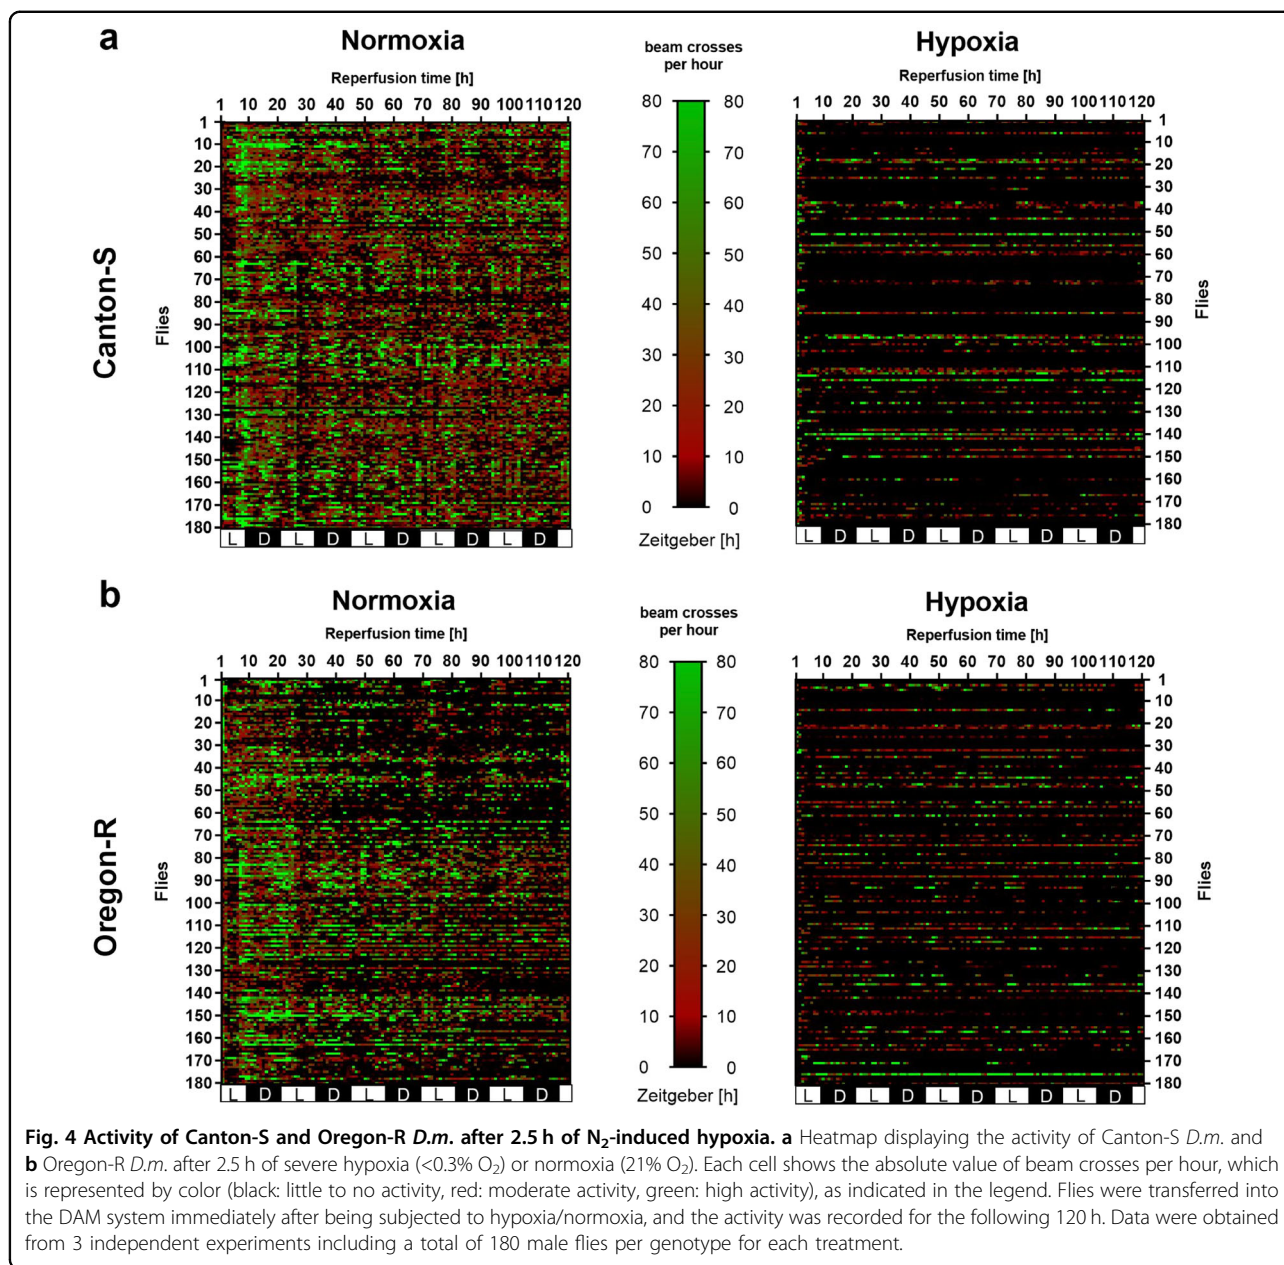 a
Normoxia
Hypoxia
beam crosses
per hour
Reperfusion time [h]
Reperfusion time [h]
1 10 20 30 40 50 60 70 80 90 100 110 120
1 10 20 30 40 50 60 70 80 90 100 110 120
Canton-S
Flies
1
10
20
30
40
50
60
70
80
90
100
110
120
130
140
150
160
170
180
80 80
70 70
60 60
50 50
40 40
30 30
20 20
10 10
0 0
Zeitgeber [h]
1
10
20
30
40
50
60
70
80
90
100
110
120
130
140
150
160
170
180
Flies
L D L D L D L D L D
L D L D L D L D L D
b
Normoxia
Hypoxia
beam crosses
per hour
Reperfusion time [h]
Reperfusion time [h]
1 10 20 30 40 50 60 70 80 90 100 110 120
1 10 20 30 40 50 60 70 80 90 100 110 120
Oregon-R
Flies
1
10
20
30
40
50
60
70
80
90
100
110
120
130
140
150
160
170
180
80 80
70 70
60 60
50 50
40 40
30 30
20 20
10 10
0 0
Zeitgeber [h]
1
10
20
30
40
50
60
70
80
90
100
110
120
130
140
150
160
170
180
Flies
L D L D L D L D L D
L D L D L D L D L D
Fig. 4 Activity of Canton-S and Oregon-R D.m. after 2.5 h of N₂-induced hypoxia. a Heatmap displaying the activity of Canton-S D.m. and
b Oregon-R D.m. after 2.5 h of severe hypoxia (<0.3% O₂) or normoxia (21% O₂). Each cell shows the absolute value of beam crosses per hour, which
is represented by color (black: little to no activity, red: moderate activity, green: high activity), as indicated in the legend. Flies were transferred into
the DAM system immediately after being subjected to hypoxia/normoxia, and the activity was recorded for the following 120 h. Data were obtained
from 3 independent experiments including a total of 180 male flies per genotype for each treatment.